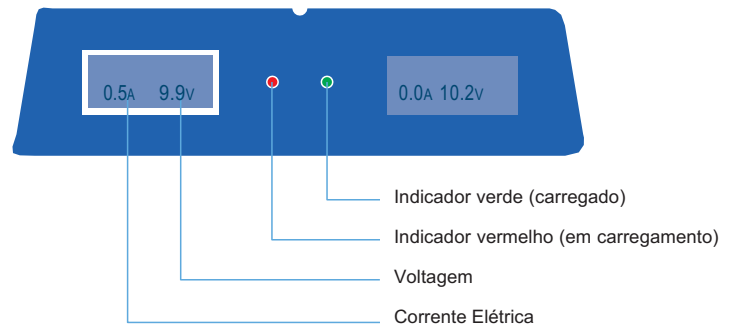 0.5A 9.9V
0.0A 10.2V
Indicador verde (carregado)
Indicador vermelho (em carregamento)
Voltagem
Corrente Elétrica